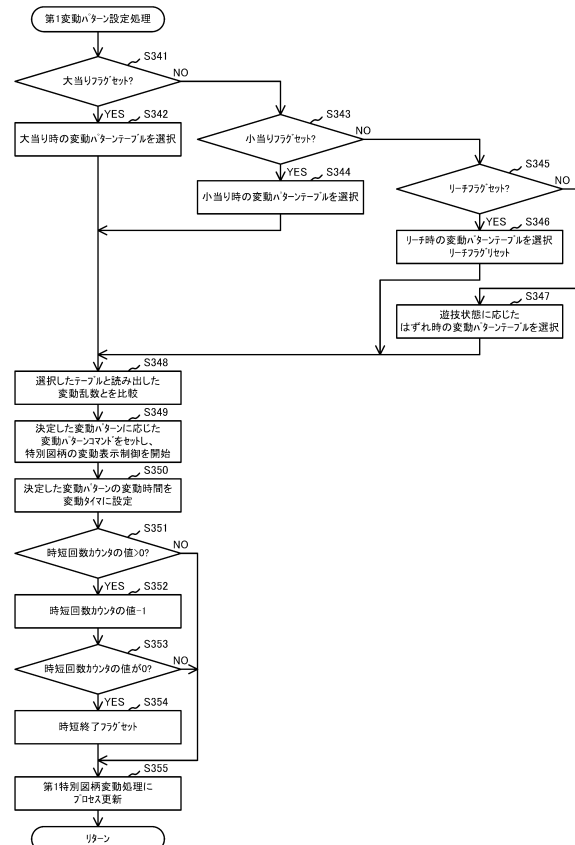 第1変動パターン設定処理
S341
大当りフラグセット?
NO
YES
S342
大当り時の変動パターンテーブルを選択
S343
小当りフラグセット?
NO
YES
S344
小当り時の変動パターンテーブルを選択
S345
リーチフラグセット?
NO
YES
S346
リーチ時の変動パターンテーブルを選択
リーチフラグリセット
S347
遊技状態に応じた
はずれ時の変動パターンテーブルを選択
S348
選択したテーブルと読み出した
変動乱数とを比較
S349
決定した変動パターンに応じた
変動パターンコマンドをセットし、
特別図柄の変動表示制御を開始
S350
決定した変動パターンの変動時間を
変動タイマに設定
S351
時短回数カウンタの値>0?
NO
YES
S352
時短回数カウンタの値-1
S353
時短回数カウンタの値が0?
NO
YES
S354
時短終了フラグセット
S355
第1特別図柄変動処理に
プロセス更新
リターン